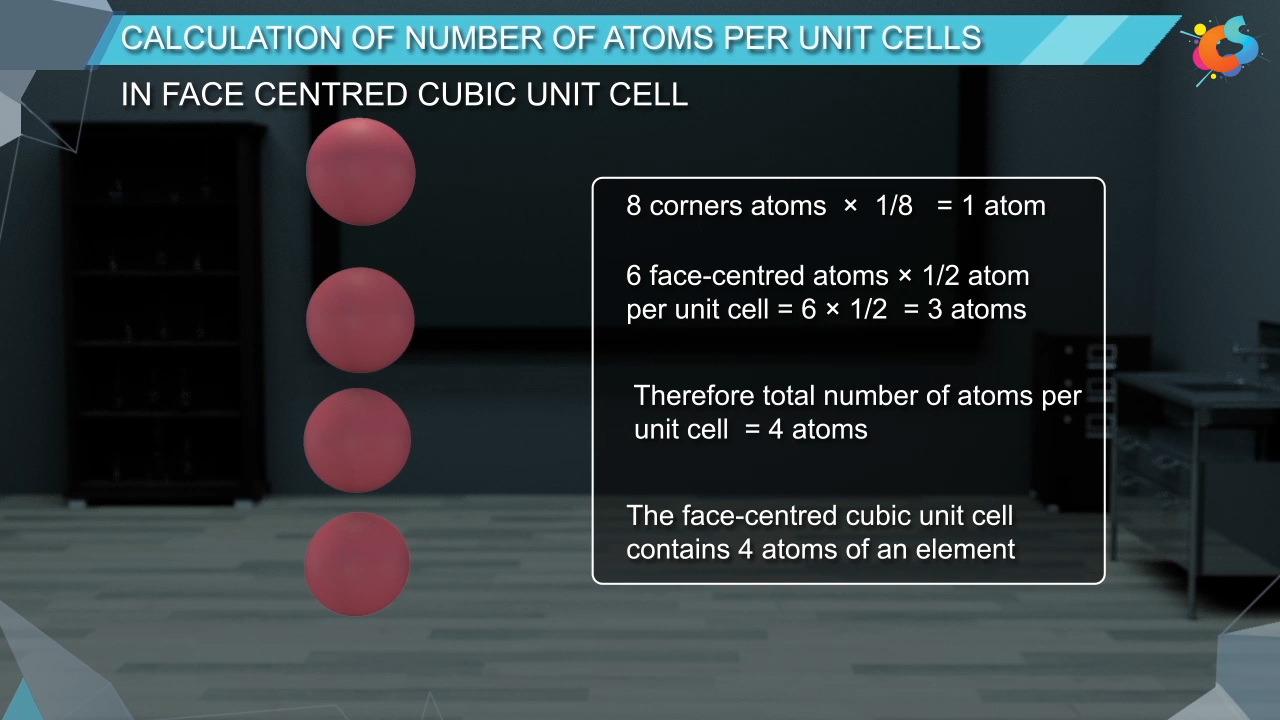 CALCULATION OF NUMBER OF ATOMS PER UNIT CELLS
IN FACE CENTRED CUBIC UNIT CELL
8 corners atoms × 1/8 = 1 atom
6 face-centred atoms × 1/2 atom
per unit cell = 6 × 1/2 = 3 atoms
Therefore total number of atoms per
unit cell = 4 atoms
The face-centred cubic unit cell
contains 4 atoms of an element